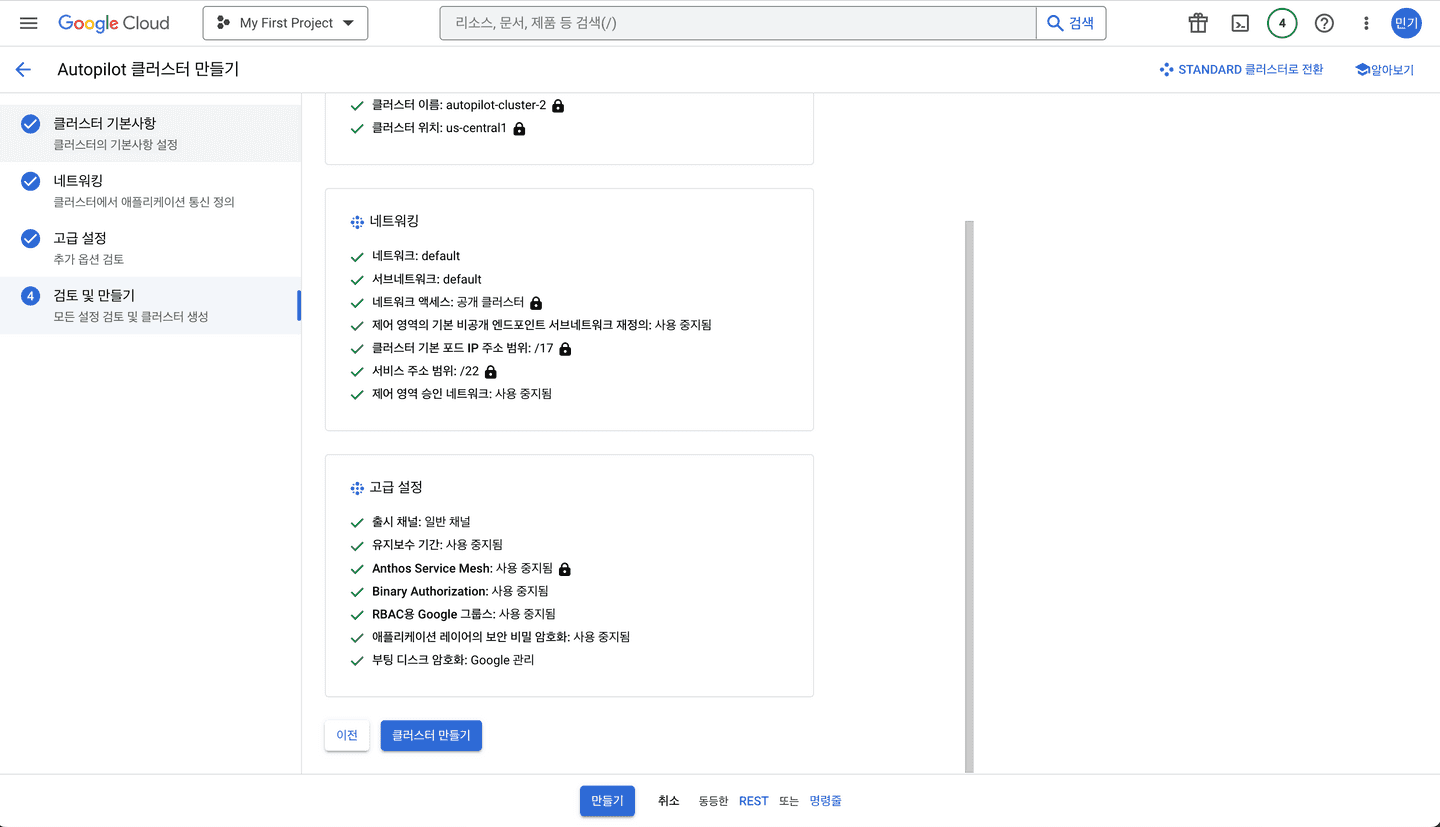 Google Cloud
My First Project
리소스, 문서, 제품 등 검색(/)
검색
4
민기
Autopilot 클러스터 만들기
STANDARD 클러스터로 전환
알아보기
클러스터 기본사항
클러스터의 기본사항 설정
네트워킹
클러스터에서 애플리케이션 통신 정의
고급 설정
추가 옵션 검토
4
검토 및 만들기
모든 설정 검토 및 클러스터 생성
클러스터 이름: autopilot-cluster-2
클러스터 위치: us-central1
네트워킹
네트워크: default
서브네트워크: default
네트워크 액세스: 공개 클러스터
제어 영역의 기본 비공개 엔드포인트 서브네트워크 재정의: 사용 중지됨
클러스터 기본 포드 IP 주소 범위: /17
서비스 주소 범위: /22
제어 영역 승인 네트워크: 사용 중지됨
고급 설정
출시 채널: 일반 채널
유지보수 기간: 사용 중지됨
Anthos Service Mesh: 사용 중지됨
Binary Authorization: 사용 중지됨
RBAC용 Google 그룹스: 사용 중지됨
애플리케이션 레이어의 보안 비밀 암호화: 사용 중지됨
부팅 디스크 암호화: Google 관리
이전
클러스터 만들기
만들기
취소
동등한 REST 또는 명령줄